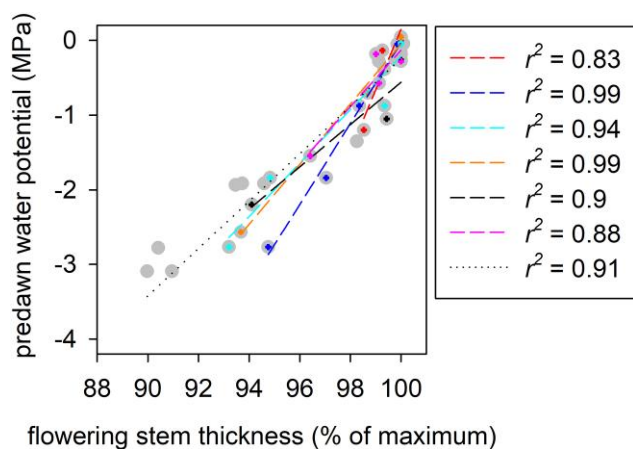 predawn water potential (MPa)
0
-1
-2
-3
-4
88 90 92 94 96 98 100
flowering stem thickness (% of maximum)
r² = 0.83
r² = 0.99
r² = 0.94
r² = 0.99
r² = 0.9
r² = 0.88
r² = 0.91